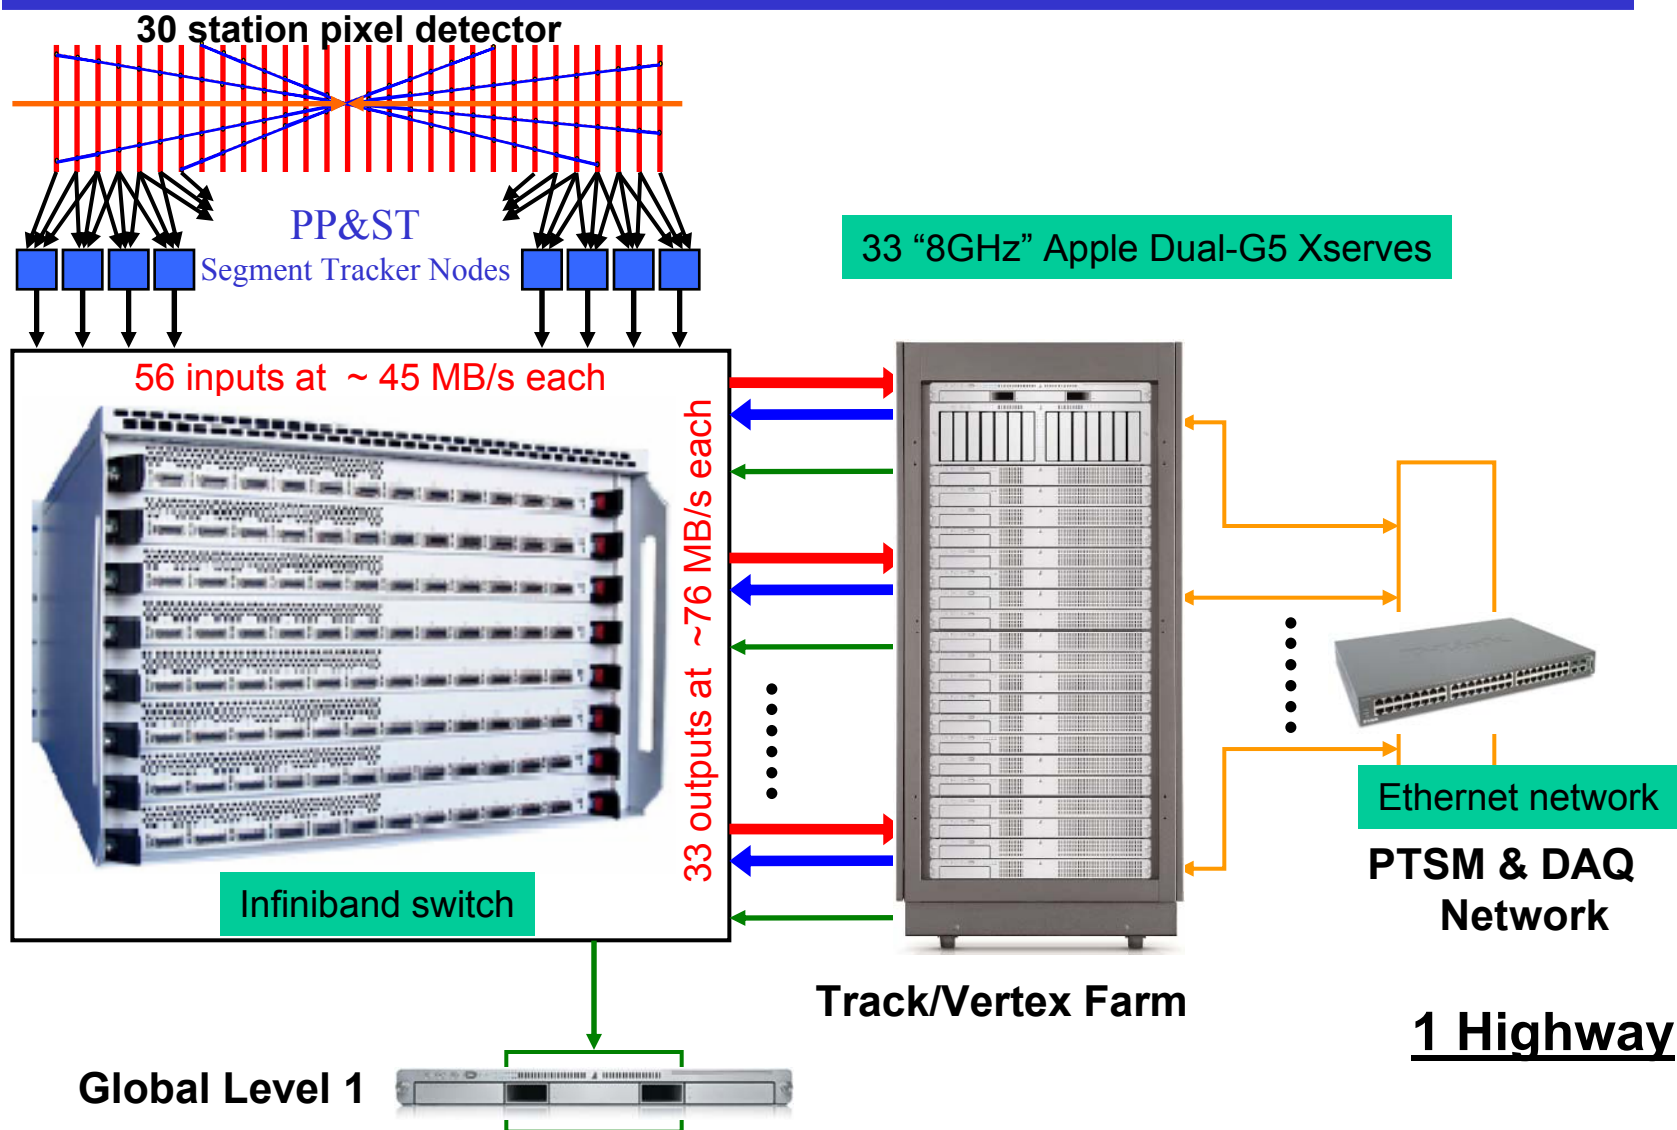 30 station pixel detector
PP&ST
Segment Tracker Nodes
33 “8GHz” Apple Dual-G5 Xserves
56 inputs at ~ 45 MB/s each
33 outputs at ~76 MB/s each
Infiniband switch
Ethernet network
PTSM & DAQ
Network
Track/Vertex Farm
1 Highway
Global Level 1